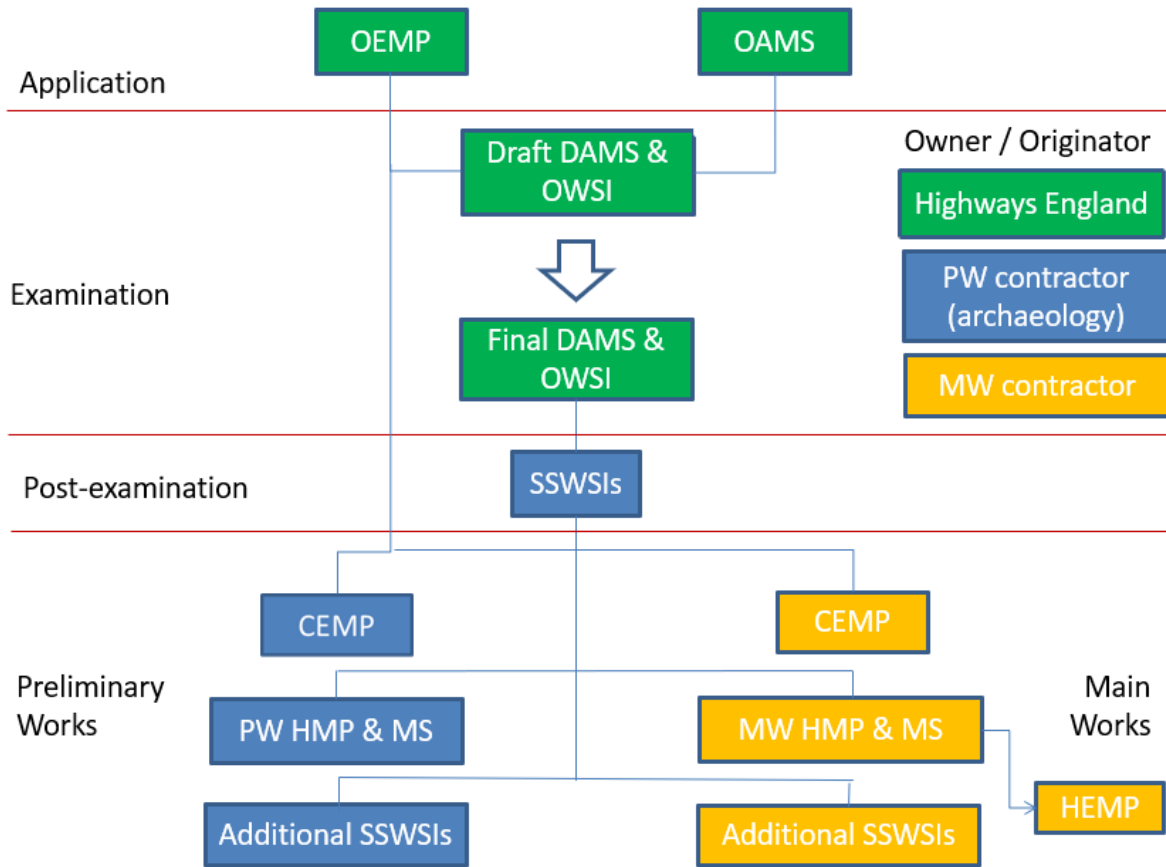 OEMP
OAMS
Application
Draft DAMS &
OWSI
Owner / Originator
Highways England
PW contractor
(archaeology)
MW contractor
Examination
Final DAMS &
OWSI
Post-examination
SSWSIs
CEMP
CEMP
Preliminary
Works
PW HMP & MS
MW HMP & MS
Main
Works
HEMP
Additional SSWSIs
Additional SSWSIs